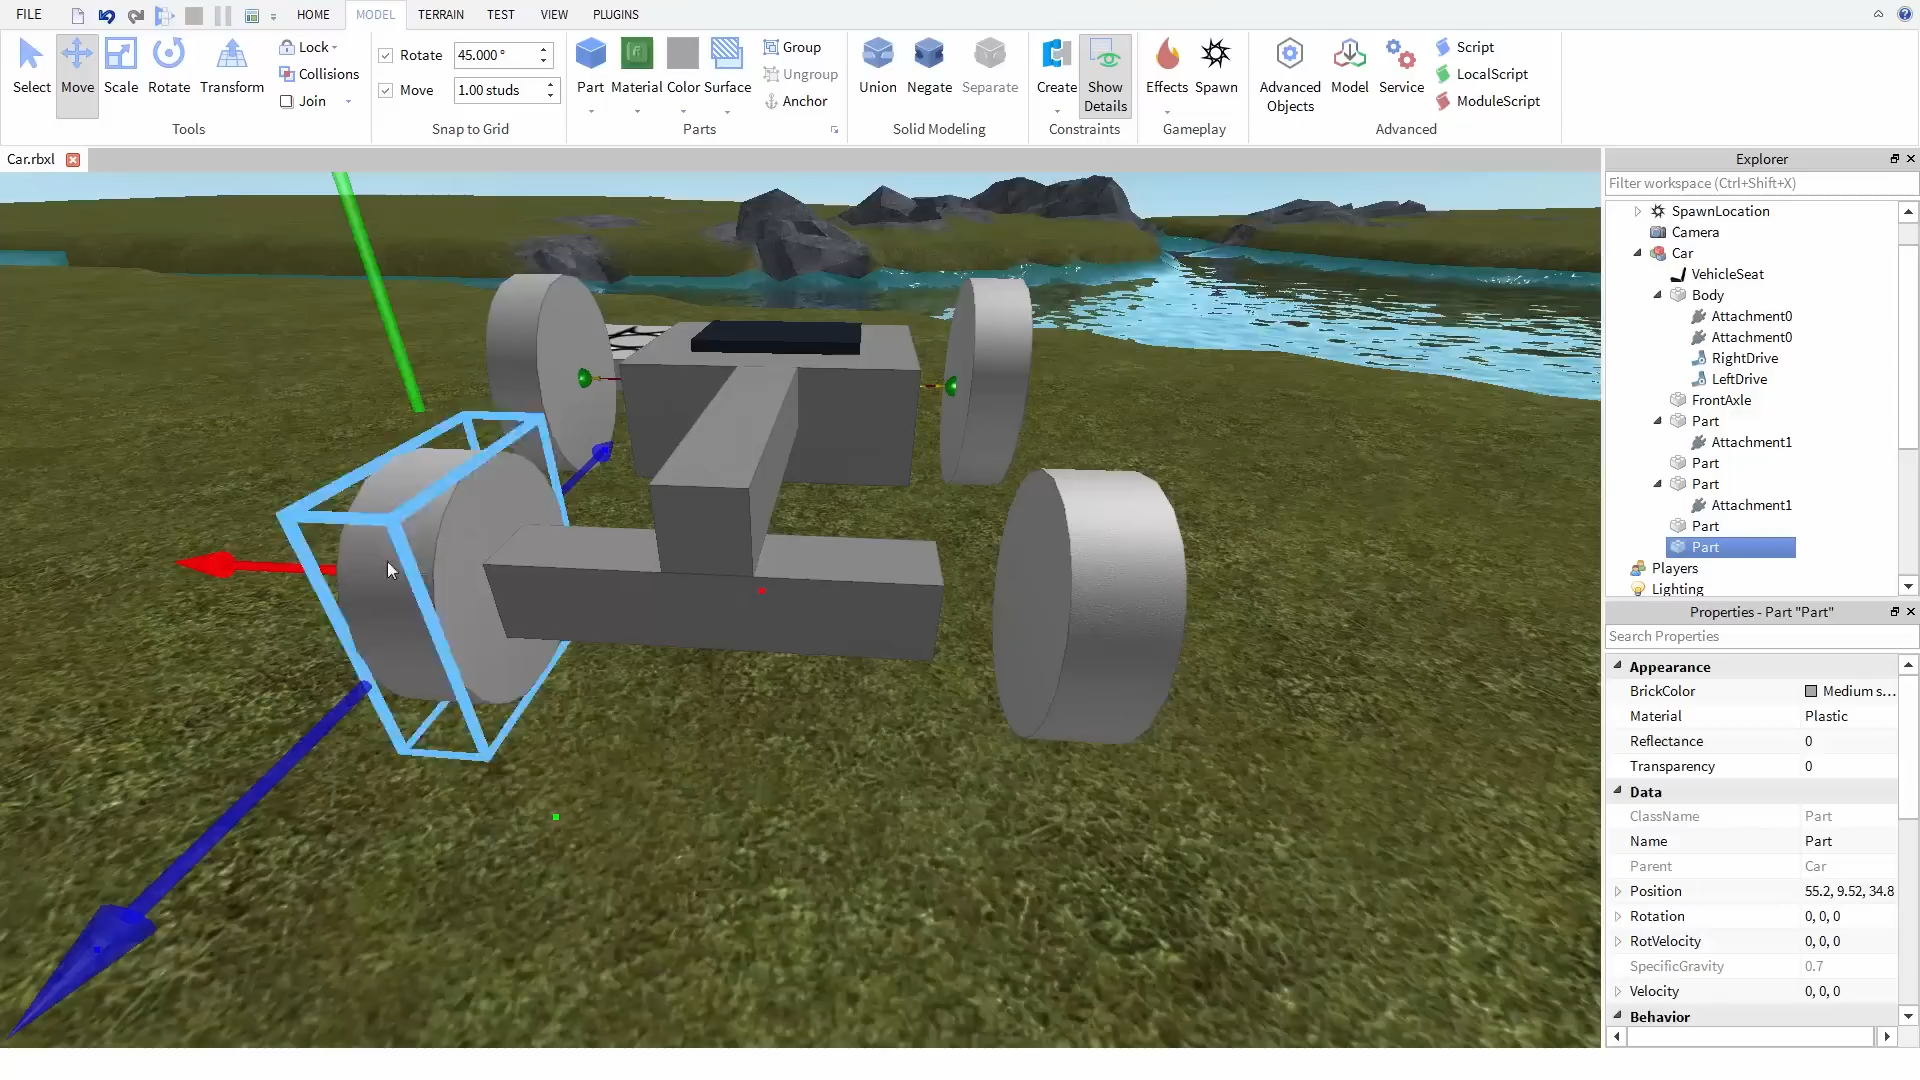 FILE HOME MODEL TERRAIN TEST VIEW PLUGINS
Select Move Scale Rotate Transform
Lock
Collisions
Join
Tools
Rotate 45.000 °
Move 1.00 studs
Snap to Grid
Part Material Color Surface
Group
Ungroup
Anchor
Parts
Union Negate Separate
Solid Modeling
Create Show Details
Constraints
Effects Spawn
Gameplay
Advanced Objects Model Service
Script
LocalScript
ModuleScript
Advanced
Car.rbxl
Explorer
Filter workspace (Ctrl+Shift+X)
SpawnLocation
Camera
Car
VehicleSeat
Body
Attachment0
Attachment0
RightDrive
LeftDrive
FrontAxle
Part
Attachment1
Part
Part
Attachment1
Part
Part
Players
Lighting
Properties - Part "Part"
Search Properties
Appearance
BrickColor Medium s...
Material Plastic
Reflectance 0
Transparency 0
Data
ClassName Part
Name Part
Parent Car
Position 55.2, 9.52, 34.8
Rotation 0, 0, 0
RotVelocity 0, 0, 0
SpecificGravity 0.7
Velocity 0, 0, 0
Behavior